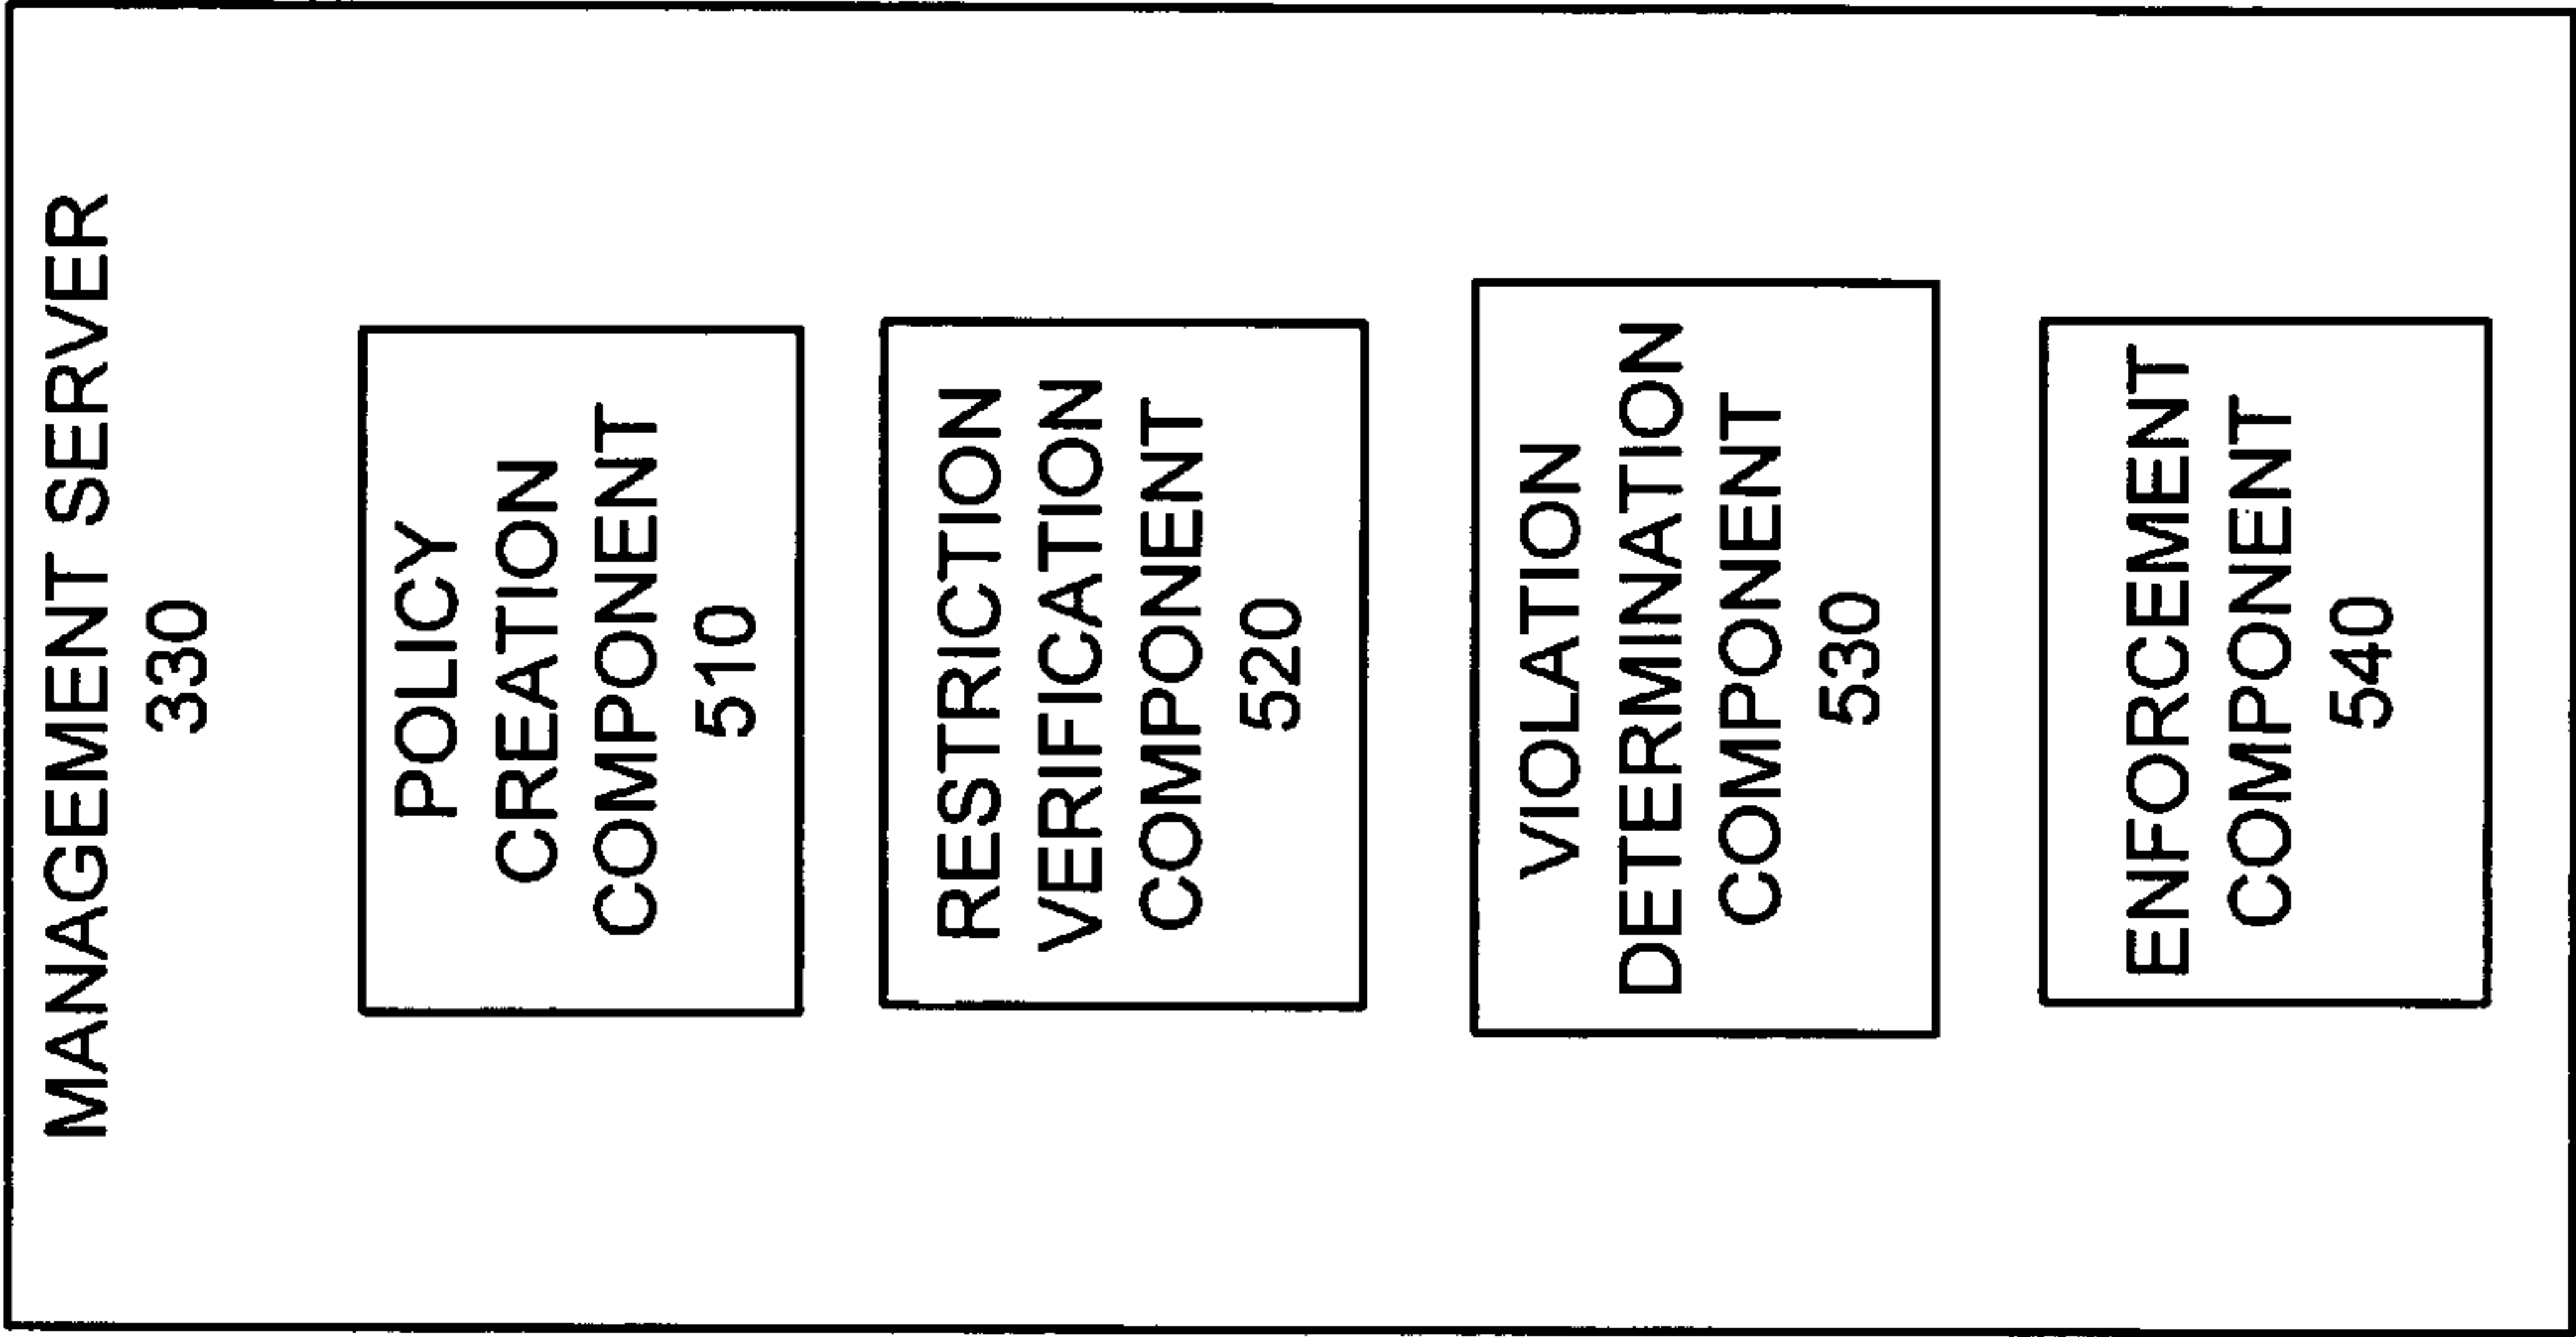 MANAGEMENT SERVER
330
POLICY
CREATION
COMPONENT
510
RESTRICTION
VERIFICATION
COMPONENT
520
VIOLATION
DETERMINATION
COMPONENT
530
ENFORCEMENT
COMPONENT
540